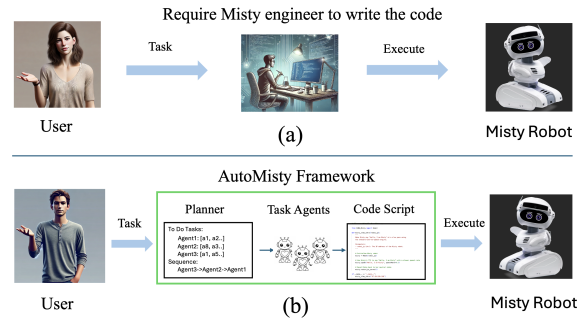 Require Misty engineer to write the code
Task
Execute
User
(a)
Misty Robot
AutoMisty Framework
Task
Planner
Task Agents
Code Script
Execute
To Do Tasks:
Agent1: [a1, a2..]
Agent2: [a8, a3..]
Agent3: [a1, a5..]
Sequence:
Agent3->Agent2->Agent1
User
(b)
Misty Robot